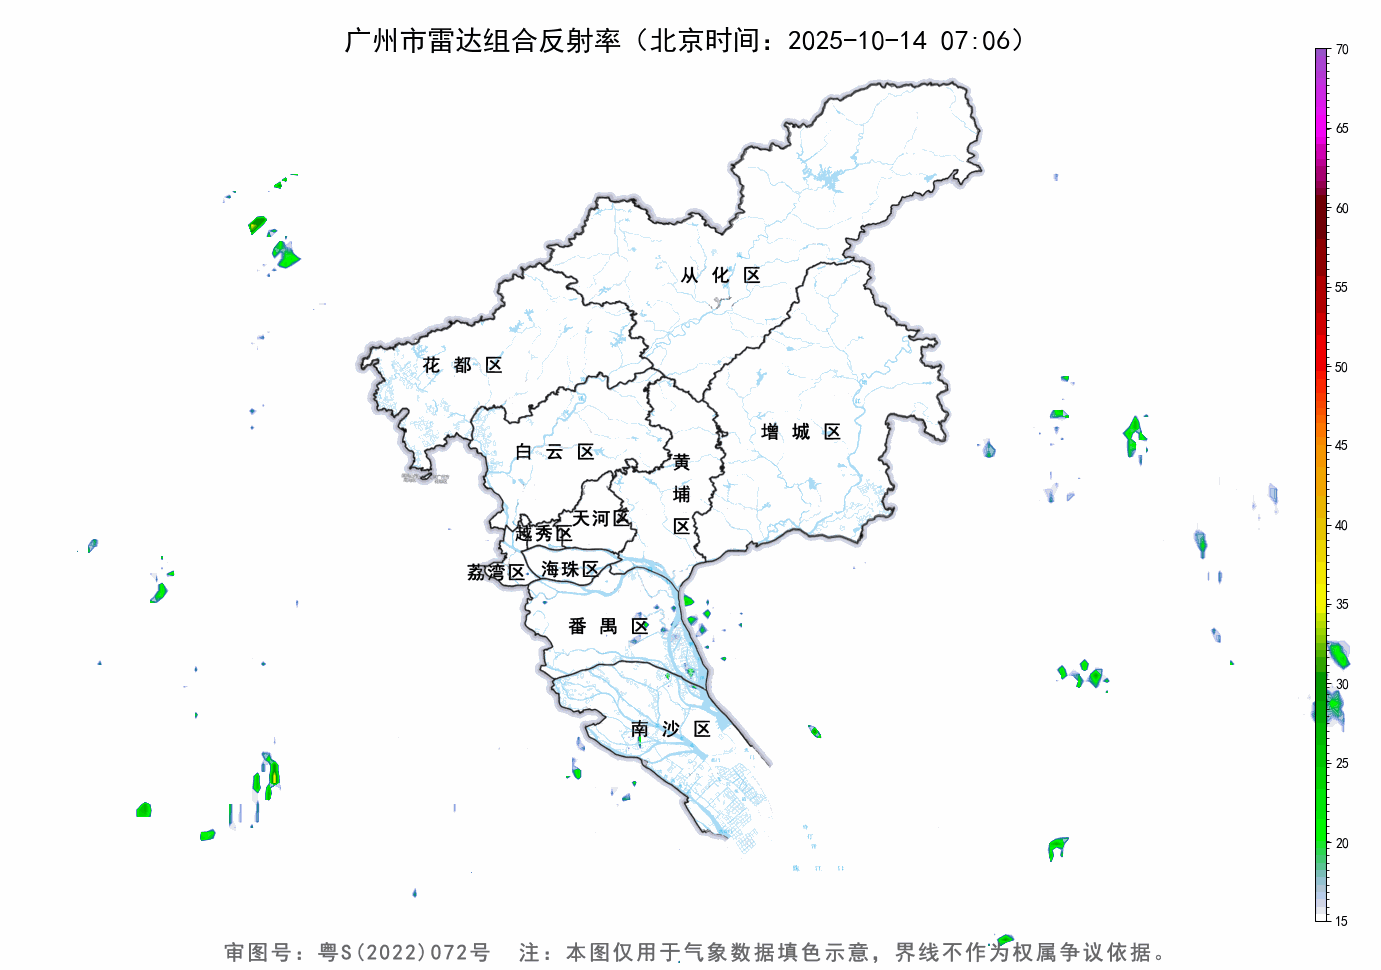 广州市雷达组合反射率（北京时间：2025-10-14 07:06）
70
65
60
55
50
45
40
35
30
25
20
15
从化区
花都区
增城区
白云区
黄埔区
天河区
越秀区
海珠区
荔湾区
番禺区
南沙区
审图号：粤S(2022)072号 注：本图仅用于气象数据填色示意，界线不作为权属争议依据。